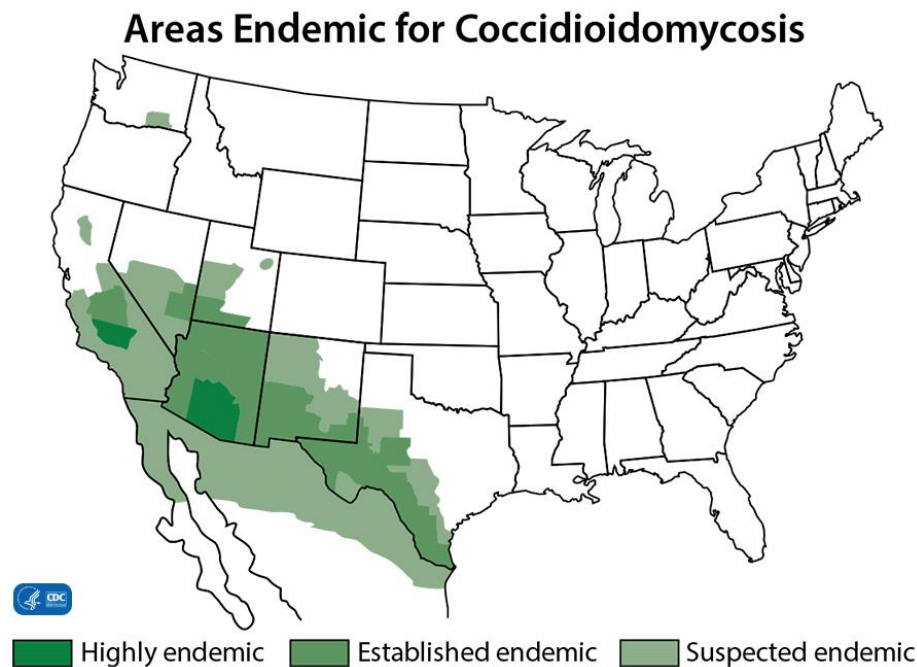 Areas Endemic for Coccidioidomycosis
CDC
Highly endemic
Established endemic
Suspected endemic